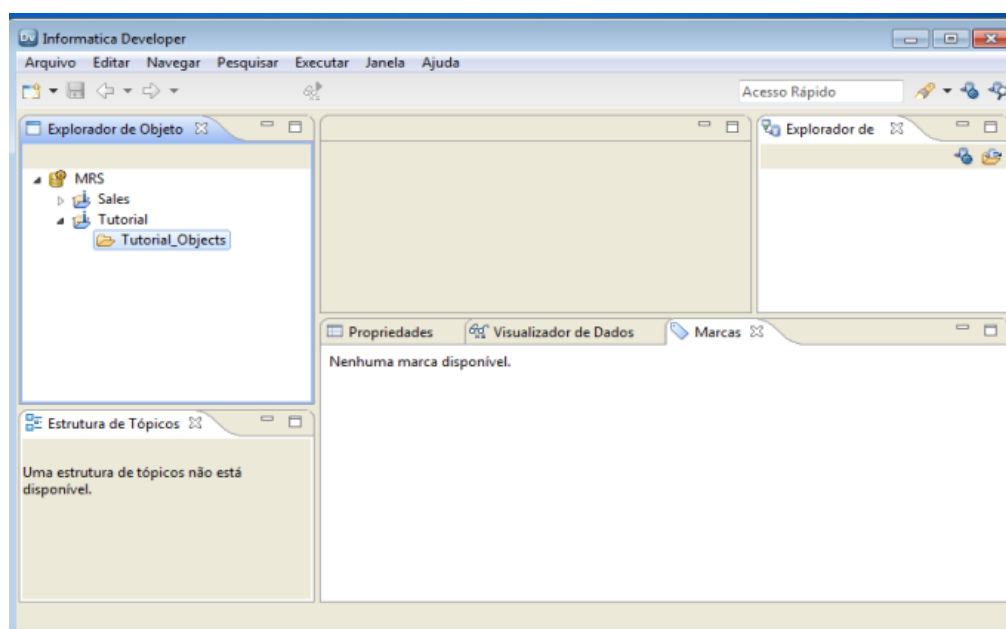 Informatica Developer
Arquivo Editar Navegar Pesquisar Executar Janela Ajuda
Acesso Rápido
Explorador de Objeto
MRS
Sales
Tutorial
Tutorial_Objects
Explorador de
Propriedades Visualizador de Dados Marcas
Nenhuma marca disponível.
Estrutura de Tópicos
Uma estrutura de tópicos não está
disponível.